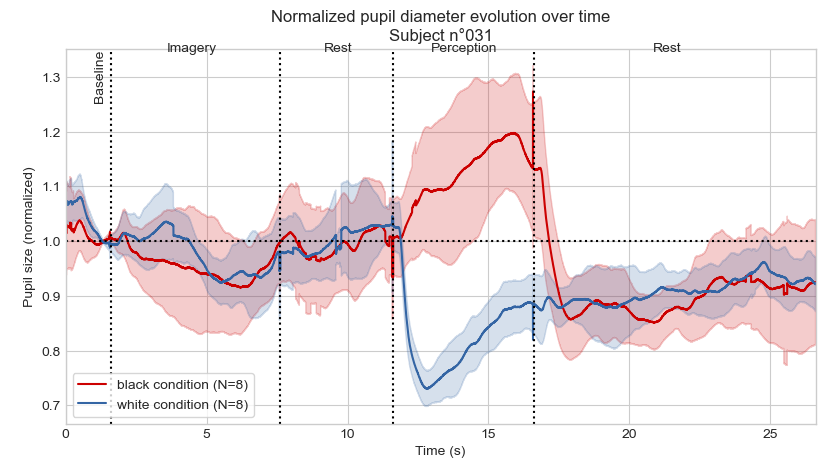 Normalized pupil diameter evolution over time
Subject n°031
Baseline
Imagery
Rest
Perception
Rest
Pupil size (normalized)
1.3
1.2
1.1
1.0
0.9
0.8
0.7
black condition (N=8)
white condition (N=8)
0
5
10
15
20
25
Time (s)